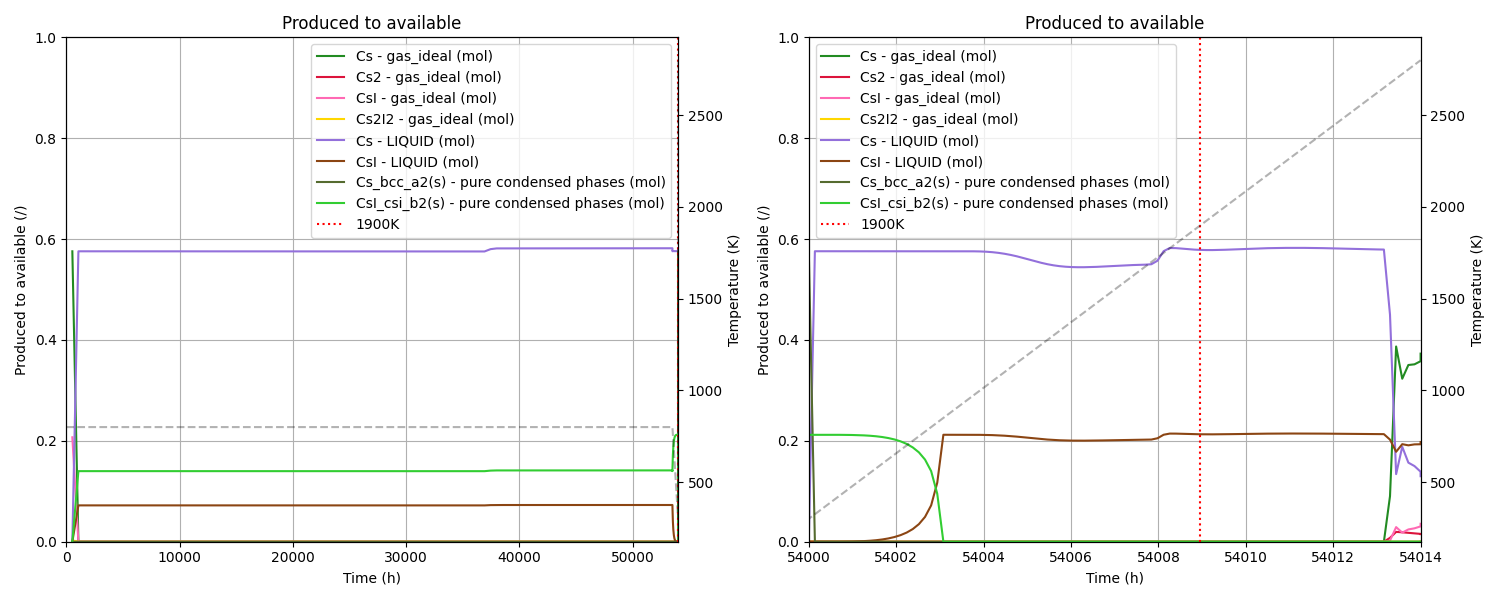 Produced to available
1.0
0.8
0.6
0.4
0.2
0.0
Produced to available (/)
Cs - gas_ideal (mol)
Cs2 - gas_ideal (mol)
CsI - gas_ideal (mol)
Cs2I2 - gas_ideal (mol)
Cs - LIQUID (mol)
CsI - LIQUID (mol)
Cs_bcc_a2(s) - pure condensed phases (mol)
CsI_csi_b2(s) - pure condensed phases (mol)
1900K
2500
2000
1500
1000
500
Temperature (K)
0 10000 20000 30000 40000 50000
Time (h)
Produced to available
1.0
0.8
0.6
0.4
0.2
0.0
Produced to available (/)
Cs - gas_ideal (mol)
Cs2 - gas_ideal (mol)
CsI - gas_ideal (mol)
Cs2I2 - gas_ideal (mol)
Cs - LIQUID (mol)
CsI - LIQUID (mol)
Cs_bcc_a2(s) - pure condensed phases (mol)
CsI_csi_b2(s) - pure condensed phases (mol)
1900K
2500
2000
1500
1000
500
Temperature (K)
54000 54002 54004 54006 54008 54010 54012 54014
Time (h)